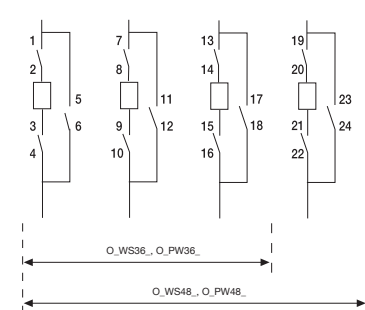 1 7 13 19
2 8 14 20
5 11 17 23
3 6 9 12 15 18 21 24
4 10 16 22
O_WS36_, O_PW36_
O_WS48_, O_PW48_